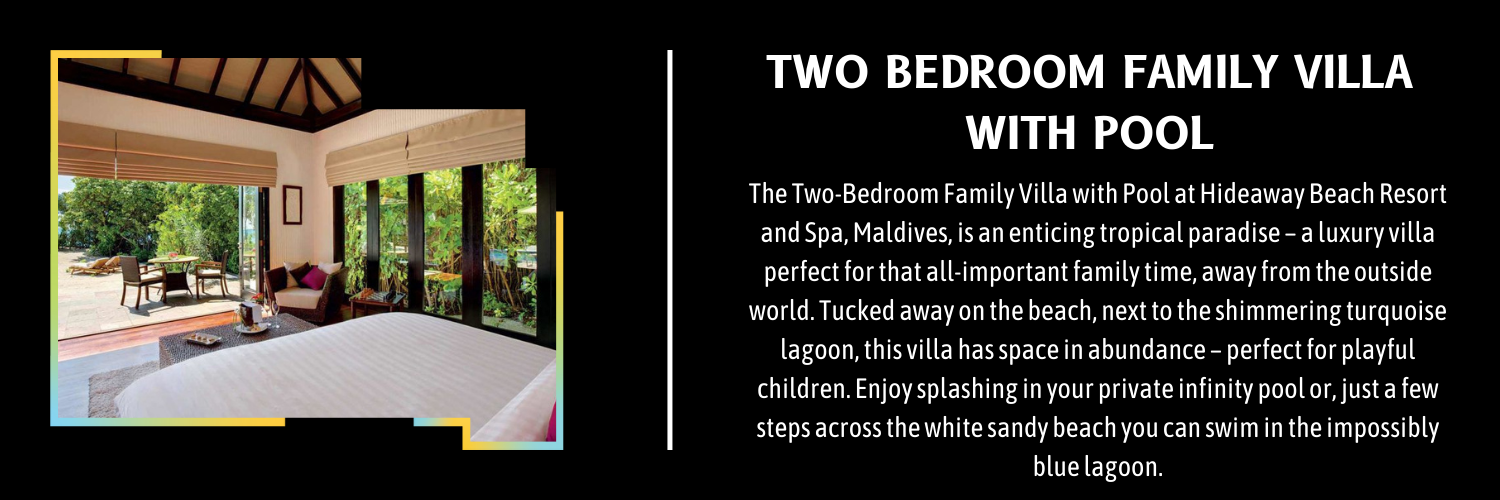 TWO BEDROOM FAMILY VILLA
WITH POOL
The Two-Bedroom Family Villa with Pool at Hideaway Beach Resort
and Spa, Maldives, is an enticing tropical paradise – a luxury villa
perfect for that all-important family time, away from the outside
world. Tucked away on the beach, next to the shimmering turquoise
lagoon, this villa has space in abundance – perfect for playful
children. Enjoy splashing in your private infinity pool or, just a few
steps across the white sandy beach you can swim in the impossibly
blue lagoon.